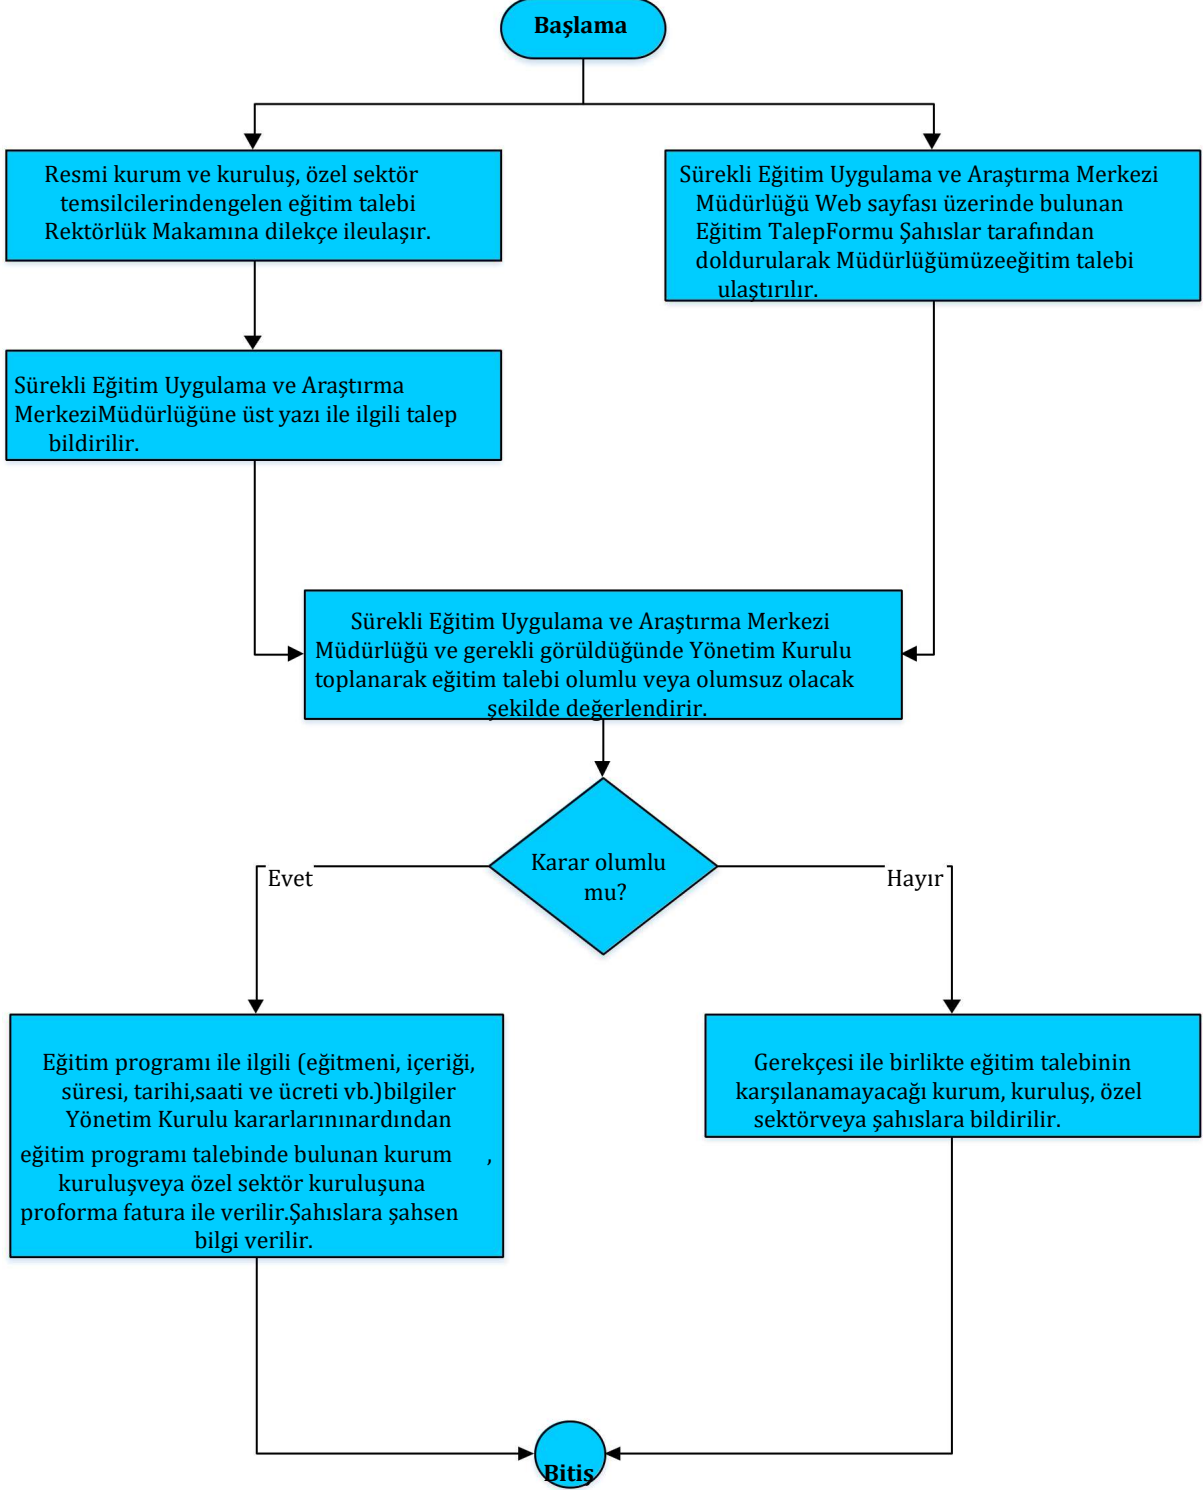 Başlama
Resmi kurum ve kuruluş, özel sektör
temsilcilerindengelen eğitim talebi
Rektörlük Makamına dilekçe ileulaşır.
Sürekli Eğitim Uygulama ve Araştırma Merkezi
Müdürlüğü Web sayfası üzerinde bulunan
Eğitim TalepFormu Şahıslar tarafından
doldurularak Müdürlüğümüzeeğitim talebi
ulaştırılır.
Sürekli Eğitim Uygulama ve Araştırma
MerkeziMüdürlüğüne üst yazı ile ilgili talep
bildirilir.
Sürekli Eğitim Uygulama ve Araştırma Merkezi
Müdürlüğü ve gerekli görüldüğünde Yönetim Kurulu
toplanarak eğitim talebi olumlu veya olumsuz olacak
şekilde değerlendirir.
Karar olumlu
mu?
Evet
Hayır
Eğitim programı ile ilgili (eğitmeni, içeriği,
süresi, tarihi,saati ve ücreti vb.)bilgiler
Yönetim Kurulu kararlarınınardından
eğitim programı talebinde bulunan kurum ,
kuruluşveya özel sektör kuruluşuna
proforma fatura ile verilir.Şahıslara şahsen
bilgi verilir.
Gerekçesi ile birlikte eğitim talebinin
karşılanamayacağı kurum, kuruluş, özel
sektörveya şahıslara bildirilir.
Bitiş